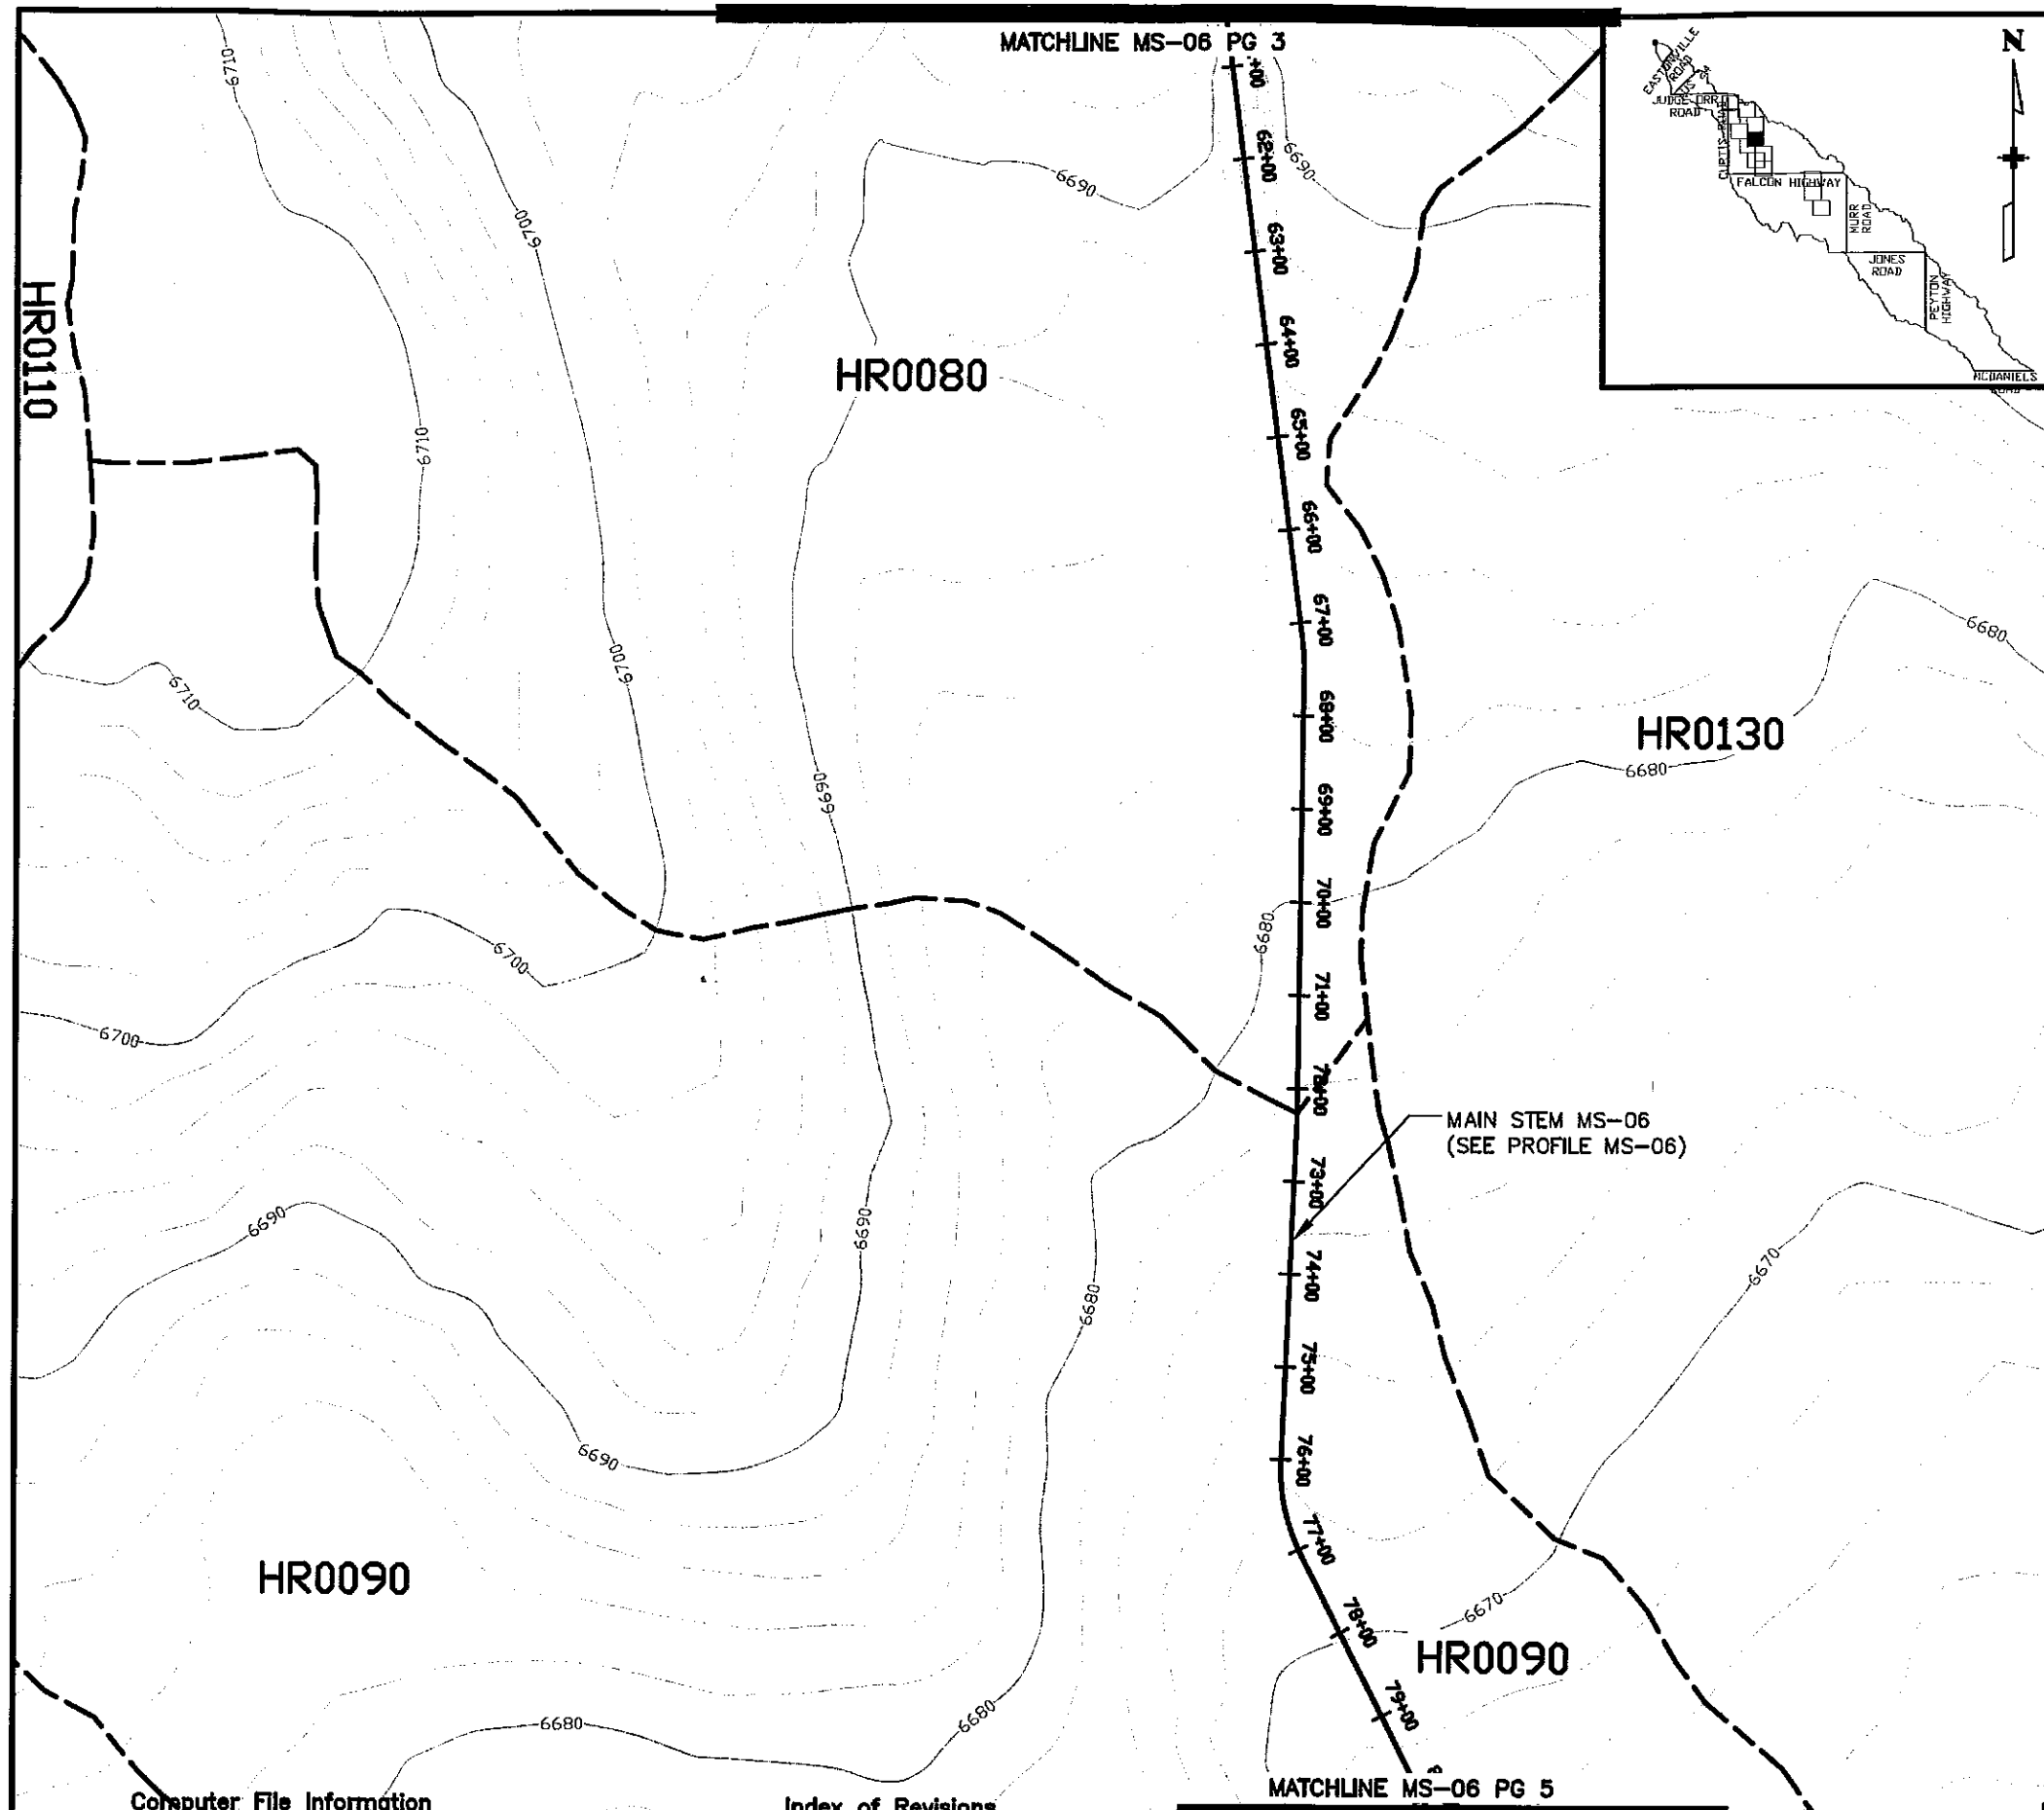 MATCHLINE MS-06 PG 3
N
EASTONVILLE
ROAD
JUDGE ORR
ROAD
FALCON HIGHWAY
MURR
ROAD
JONES
ROAD
PEYTON
HIGHWAY
MCDANIELS
6710
+00
62+00
6690
6690
6700
63+00
HR0110
64+00
HR0080
6710
65+00
66+00
67+00
6680
6700
6710
68+00
HR0130
6680
6690
69+00
70+00
6680
6700
71+00
6700
72+00
MAIN STEM MS-06
(SEE PROFILE MS-06)
73+00
6690
6690
74+00
6670
6680
75+00
6690
76+00
77+00
HR0090
6670
78+00
HR0090
79+00
6680
6680
MATCHLINE MS-06 PG 5
Computer File Information
Index of Revisions